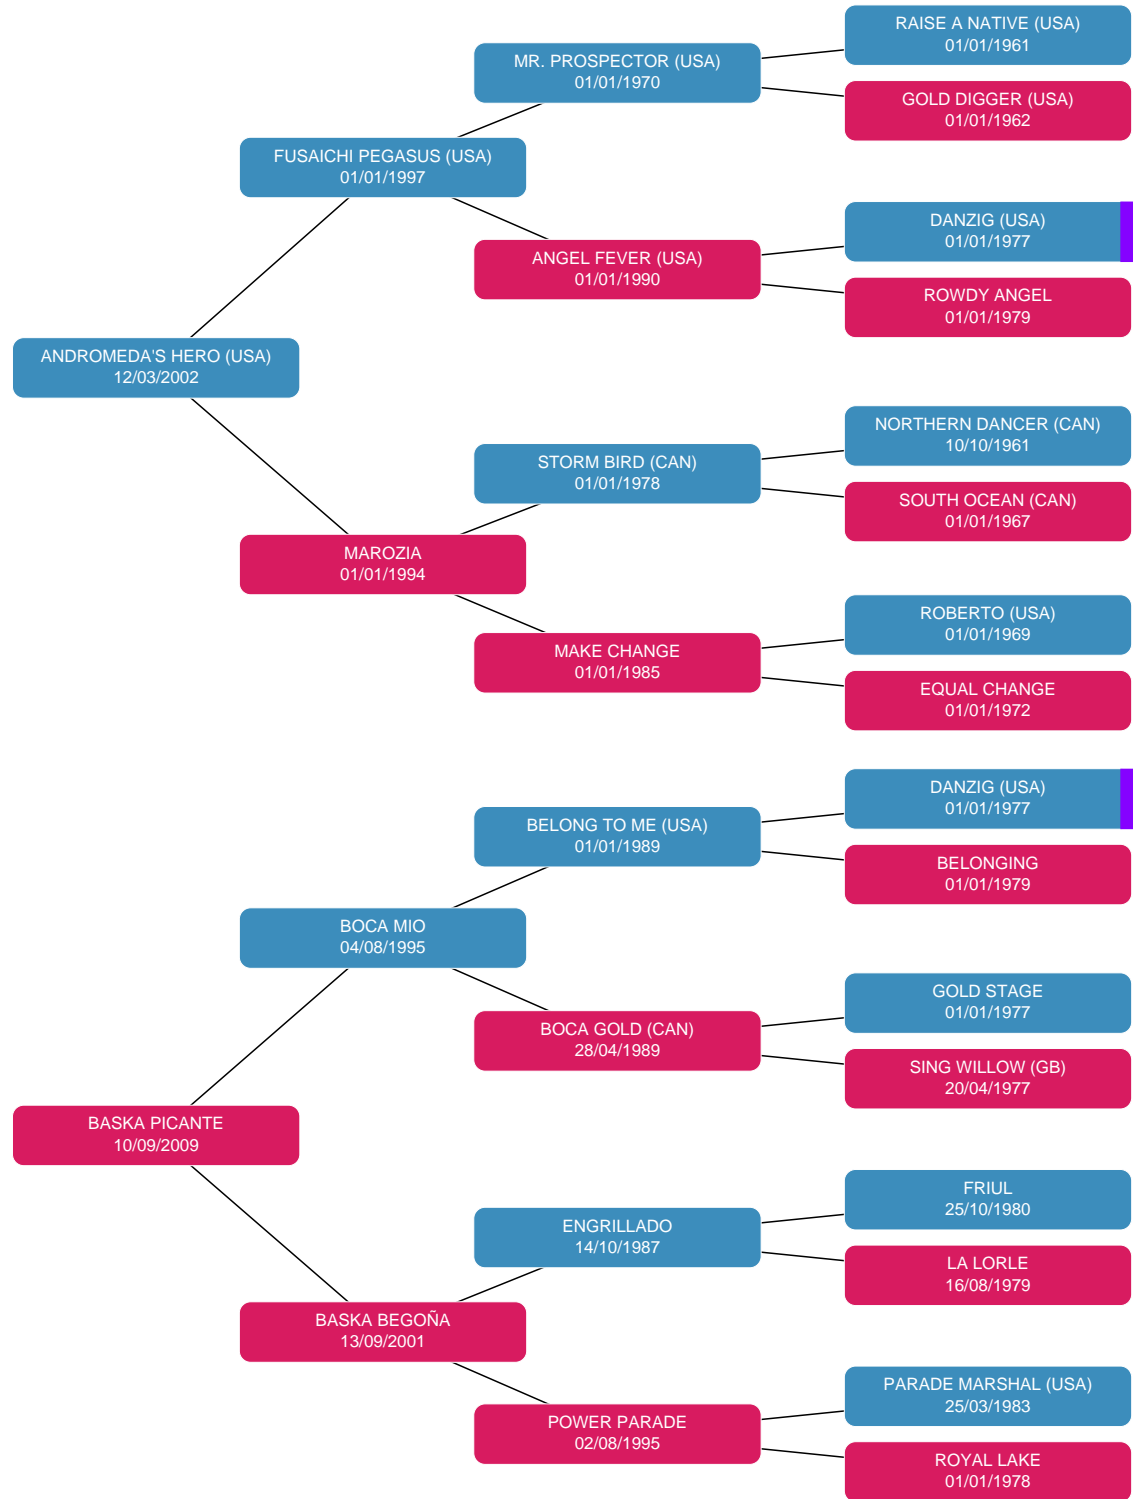 RAISE A NATIVE (USA)
01/01/1961
MR. PROSPECTOR (USA)
01/01/1970
GOLD DIGGER (USA)
01/01/1962
FUSAICHI PEGASUS (USA)
01/01/1997
DANZIG (USA)
01/01/1977
ANGEL FEVER (USA)
01/01/1990
ROWDY ANGEL
01/01/1979
ANDROMEDA'S HERO (USA)
12/03/2002
NORTHERN DANCER (CAN)
10/10/1961
STORM BIRD (CAN)
01/01/1978
SOUTH OCEAN (CAN)
01/01/1967
MAROZIA
01/01/1994
ROBERTO (USA)
01/01/1969
MAKE CHANGE
01/01/1985
EQUAL CHANGE
01/01/1972
DANZIG (USA)
01/01/1977
BELONG TO ME (USA)
01/01/1989
BELONGING
01/01/1979
BOCA MIO
04/08/1995
GOLD STAGE
01/01/1977
BOCA GOLD (CAN)
28/04/1989
SING WILLOW (GB)
20/04/1977
BASKA PICANTE
10/09/2009
FRIUL
25/10/1980
ENGRILLADO
14/10/1987
LA LORLE
16/08/1979
BASKA BEGOÑA
13/09/2001
PARADE MARSHAL (USA)
25/03/1983
POWER PARADE
02/08/1995
ROYAL LAKE
01/01/1978